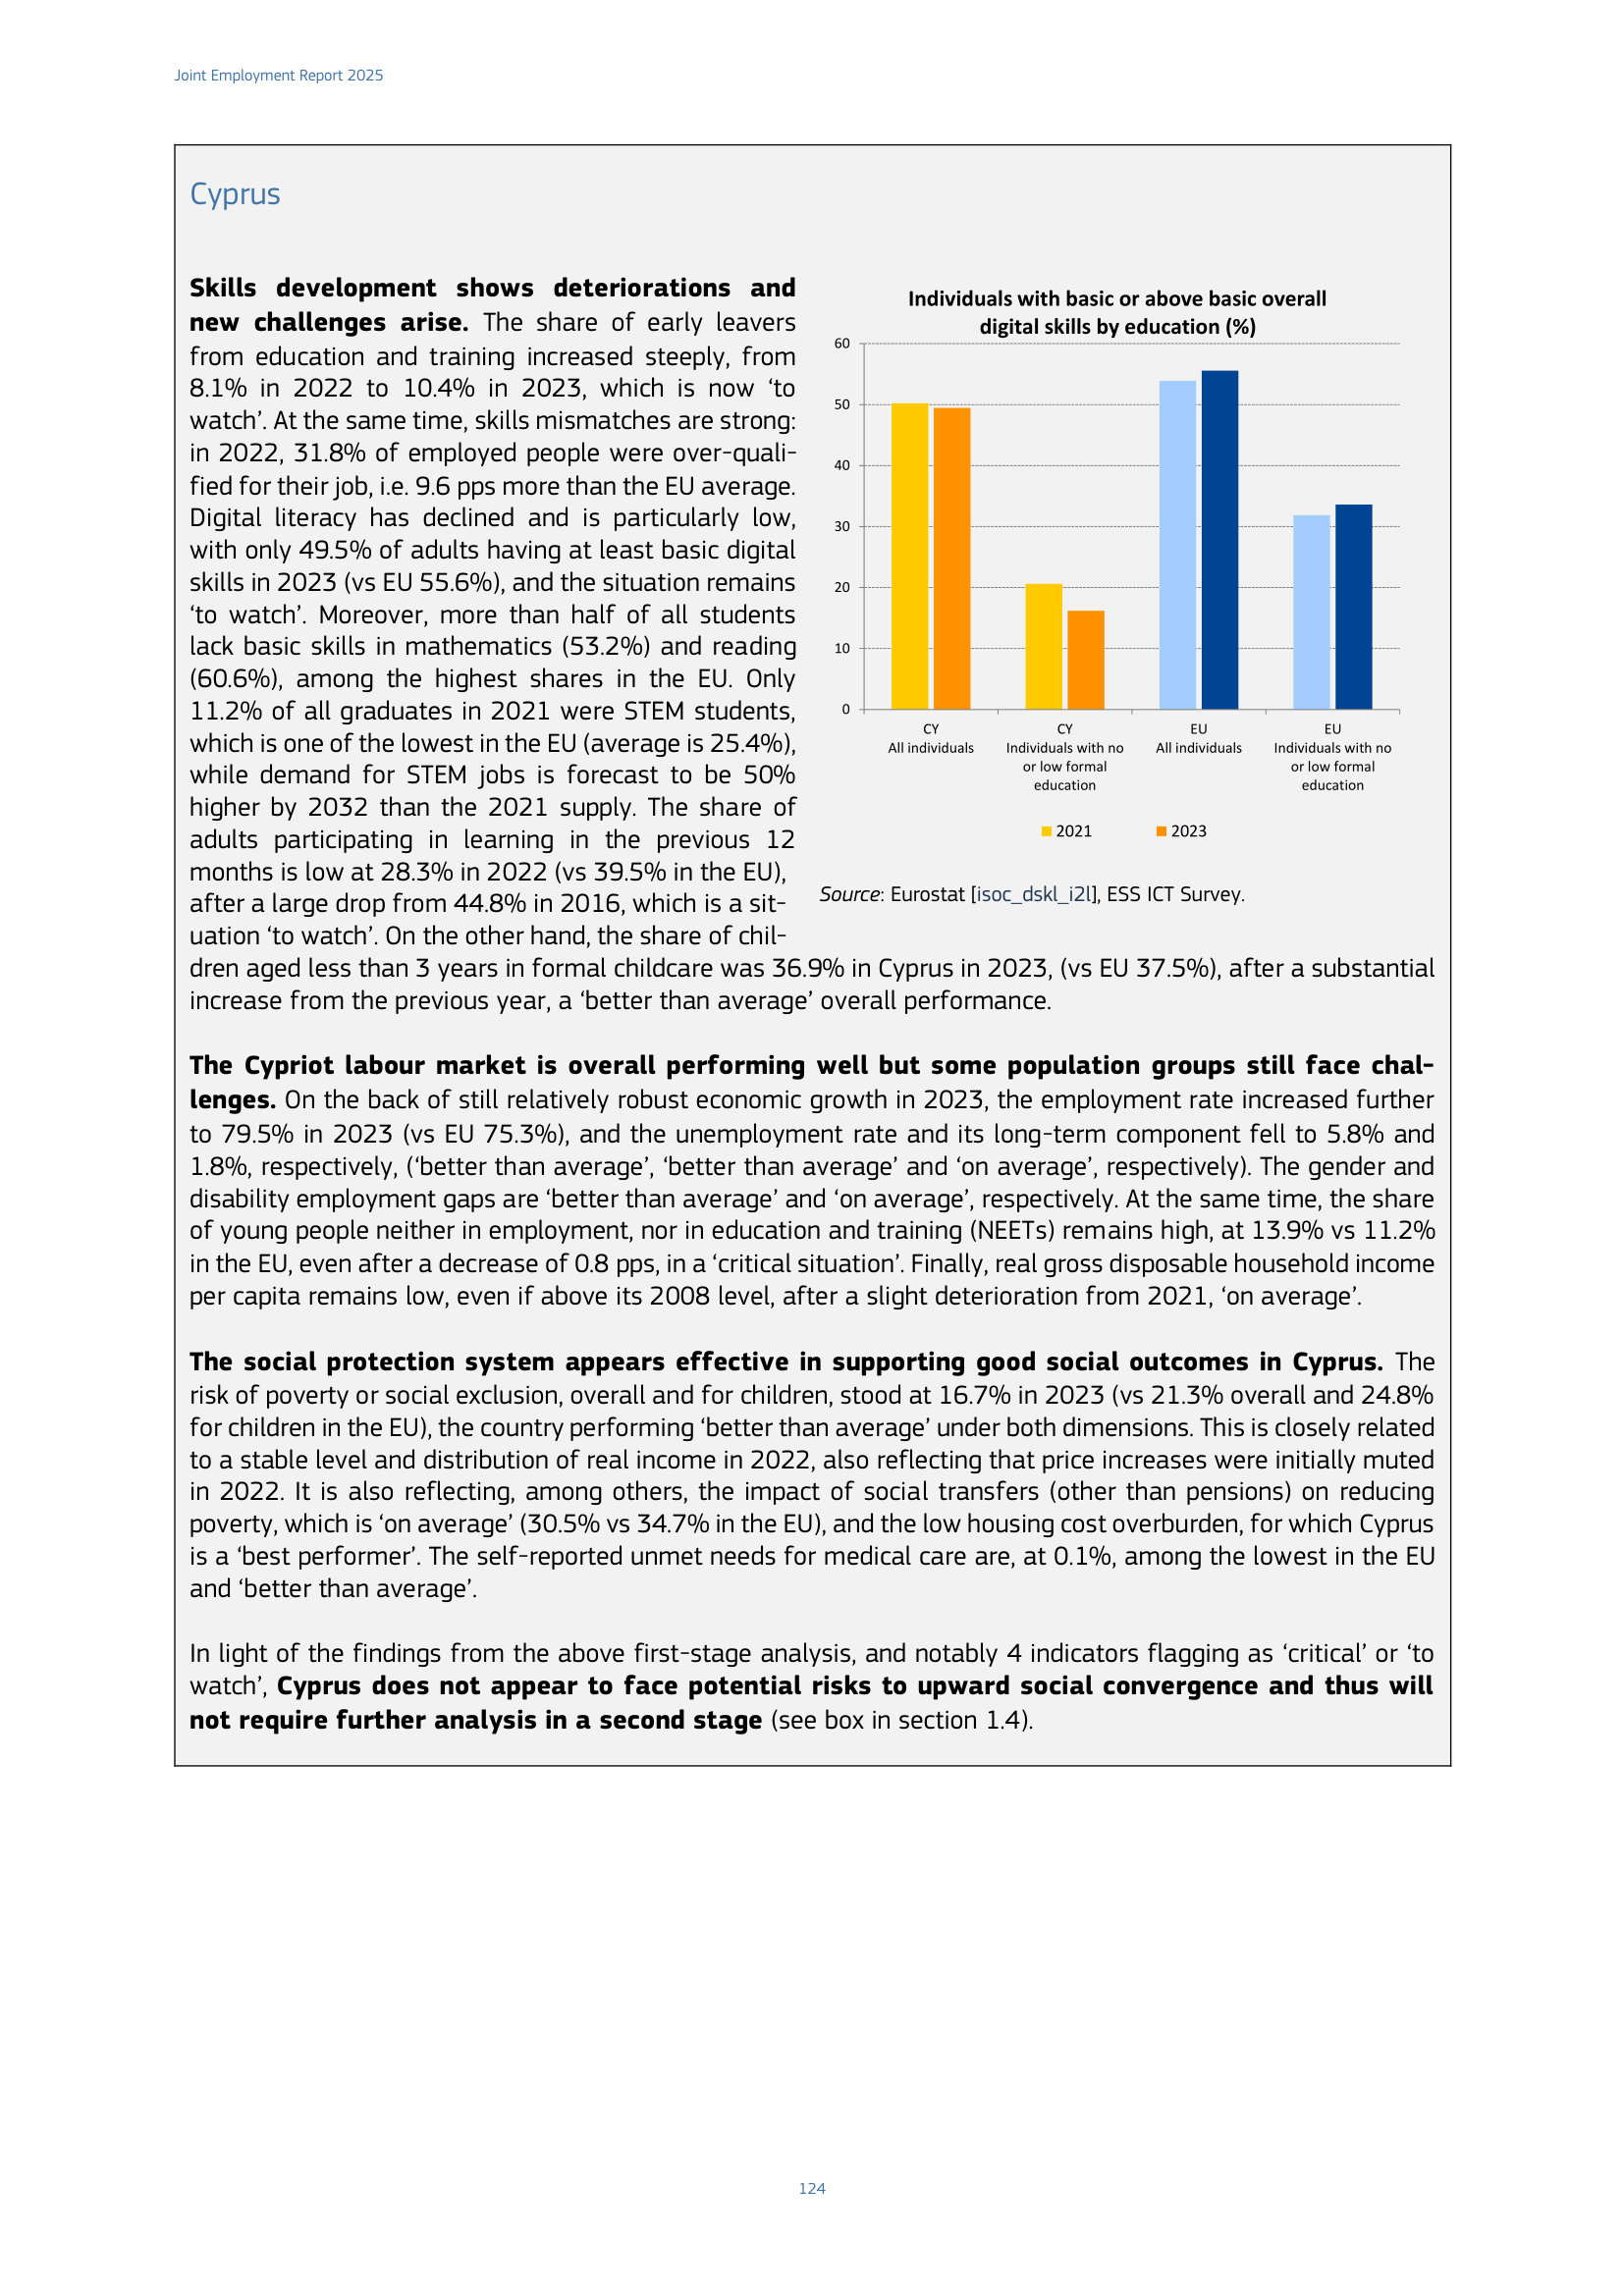 Joint Employment Report 2025
Cyprus
Skills development shows deteriorations and
new challenges arise. The share of early leavers
from education and training increased steeply, from
8.1% in 2022 to 10.4% in 2023, which is now ‘to
watch’. At the same time, skills mismatches are strong:
in 2022, 31.8% of employed people were over-quali-
fied for their job, i.e. 9.6 pps more than the EU average.
Digital literacy has declined and is particularly low,
with only 49.5% of adults having at least basic digital
skills in 2023 (vs EU 55.6%), and the situation remains
‘to watch’. Moreover, more than half of all students
lack basic skills in mathematics (53.2%) and reading
(60.6%), among the highest shares in the EU. Only
11.2% of all graduates in 2021 were STEM students,
which is one of the lowest in the EU (average is 25.4%),
while demand for STEM jobs is forecast to be 50%
higher by 2032 than the 2021 supply. The share of
adults participating in learning in the previous 12
months is low at 28.3% in 2022 (vs 39.5% in the EU),
after a large drop from 44.8% in 2016, which is a sit-
uation ‘to watch’. On the other hand, the share of chil-
dren aged less than 3 years in formal childcare was 36.9% in Cyprus in 2023, (vs EU 37.5%), after a substantial
increase from the previous year, a ‘better than average’ overall performance.
Individuals with basic or above basic overall
digital skills by education (%)
60
50
40
30
20
10
0
CY
All individuals
CY
Individuals with no
or low formal
education
EU
All individuals
EU
Individuals with no
or low formal
education
2021 2023
Source: Eurostat [isoc_dskl_i2l], ESS ICT Survey.
The Cypriot labour market is overall performing well but some population groups still face chal-
lenges. On the back of still relatively robust economic growth in 2023, the employment rate increased further
to 79.5% in 2023 (vs EU 75.3%), and the unemployment rate and its long-term component fell to 5.8% and
1.8%, respectively, (‘better than average’, ‘better than average’ and ‘on average’, respectively). The gender and
disability employment gaps are ‘better than average’ and ‘on average’, respectively. At the same time, the share
of young people neither in employment, nor in education and training (NEETs) remains high, at 13.9% vs 11.2%
in the EU, even after a decrease of 0.8 pps, in a ‘critical situation’. Finally, real gross disposable household income
per capita remains low, even if above its 2008 level, after a slight deterioration from 2021, ‘on average’.
The social protection system appears effective in supporting good social outcomes in Cyprus. The
risk of poverty or social exclusion, overall and for children, stood at 16.7% in 2023 (vs 21.3% overall and 24.8%
for children in the EU), the country performing ‘better than average’ under both dimensions. This is closely related
to a stable level and distribution of real income in 2022, also reflecting that price increases were initially muted
in 2022. It is also reflecting, among others, the impact of social transfers (other than pensions) on reducing
poverty, which is ‘on average’ (30.5% vs 34.7% in the EU), and the low housing cost overburden, for which Cyprus
is a ‘best performer’. The self-reported unmet needs for medical care are, at 0.1%, among the lowest in the EU
and ‘better than average’.
In light of the findings from the above first-stage analysis, and notably 4 indicators flagging as ‘critical’ or ‘to
watch’, Cyprus does not appear to face potential risks to upward social convergence and thus will
not require further analysis in a second stage (see box in section 1.4).
124